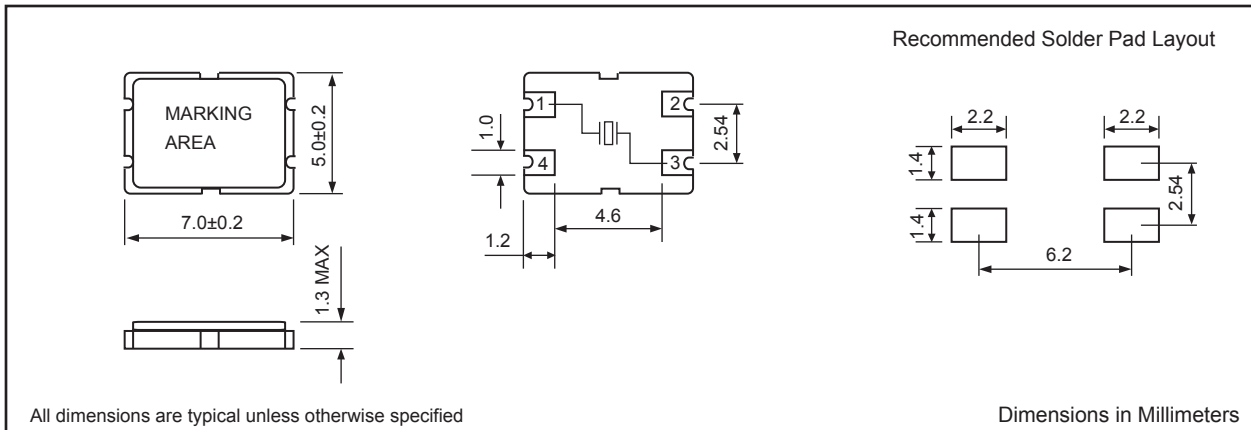 Recommended Solder Pad Layout
MARKING
AREA
5.0±0.2
7.0±0.2
1.3 MAX
1
2
4
3
1.0
2.54
4.6
1.2
2.2
2.2
1.4
1.4
2.54
6.2
All dimensions are typical unless otherwise specified
Dimensions in Millimeters